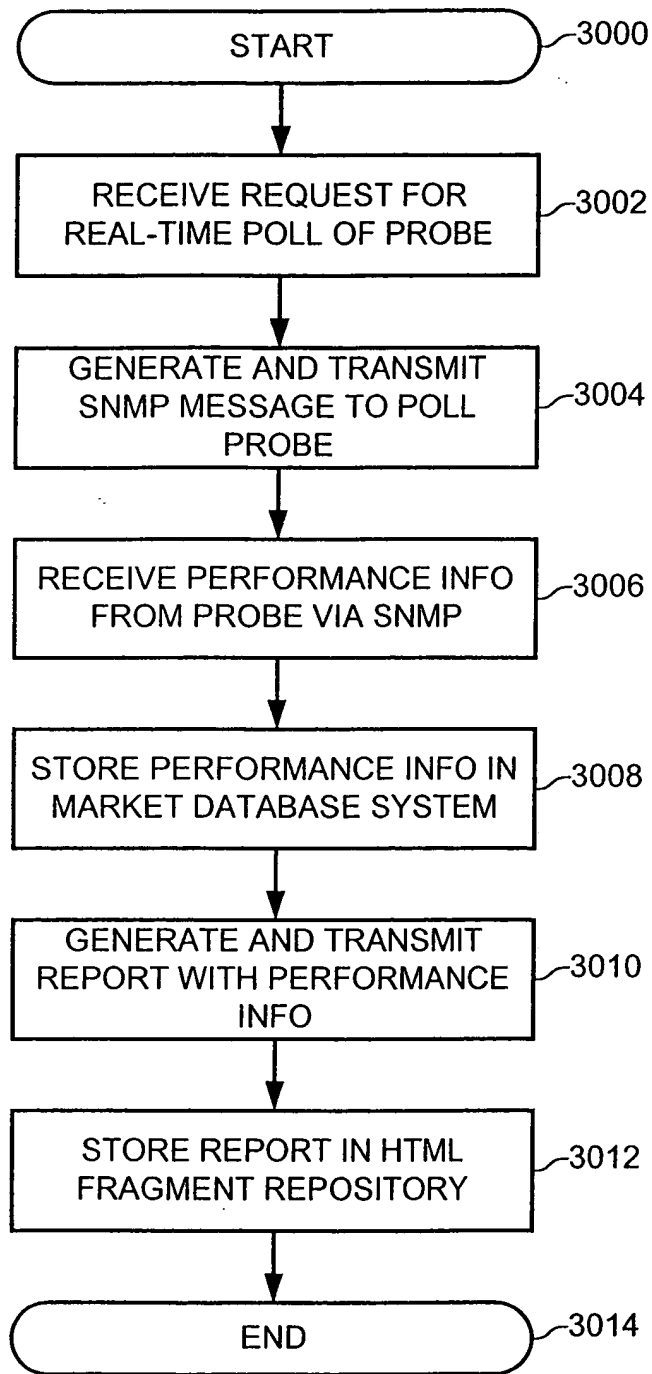 START
3000
RECEIVE REQUEST FOR
REAL-TIME POLL OF PROBE
3002
GENERATE AND TRANSMIT
SNMP MESSAGE TO POLL
PROBE
3004
RECEIVE PERFORMANCE INFO
FROM PROBE VIA SNMP
3006
STORE PERFORMANCE INFO IN
MARKET DATABASE SYSTEM
3008
GENERATE AND TRANSMIT
REPORT WITH PERFORMANCE
INFO
3010
STORE REPORT IN HTML
FRAGMENT REPOSITORY
3012
END
3014